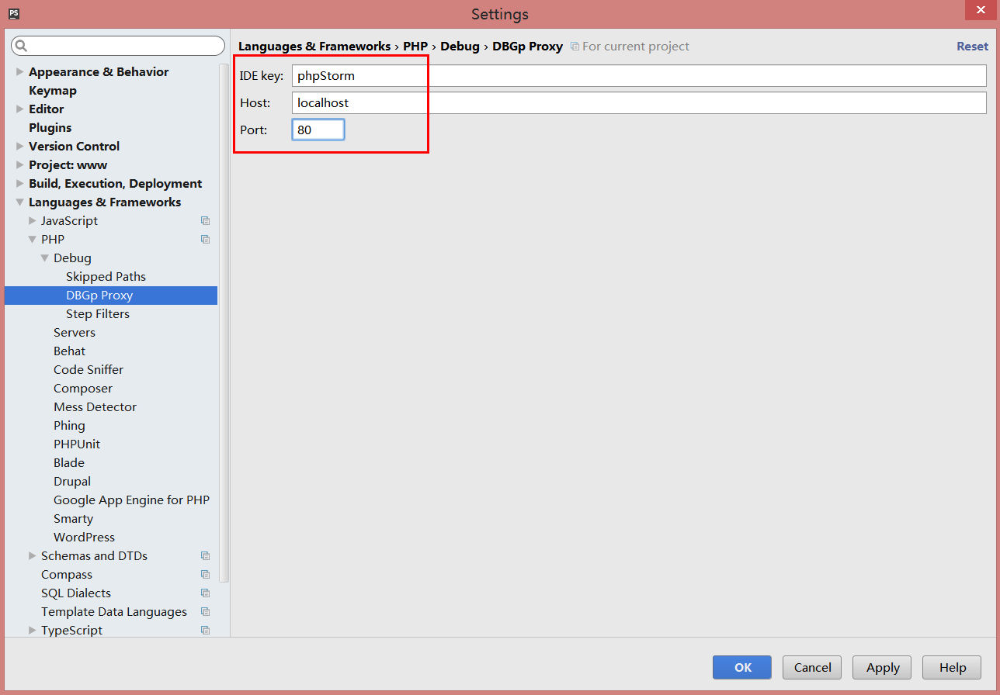 PS
Settings
Languages & Frameworks › PHP › Debug › DBGp Proxy For current project Reset
IDE key: phpStorm
Host: localhost
Port: 80
Appearance & Behavior
Keymap
Editor
Plugins
Version Control
Project: www
Build, Execution, Deployment
Languages & Frameworks
JavaScript
PHP
Debug
Skipped Paths
DBGp Proxy
Step Filters
Servers
Behat
Code Sniffer
Composer
Mess Detector
Phing
PHPUnit
Blade
Drupal
Google App Engine for PHP
Smarty
WordPress
Schemas and DTDs
Compass
SQL Dialects
Template Data Languages
TypeScript
OK Cancel Apply Help